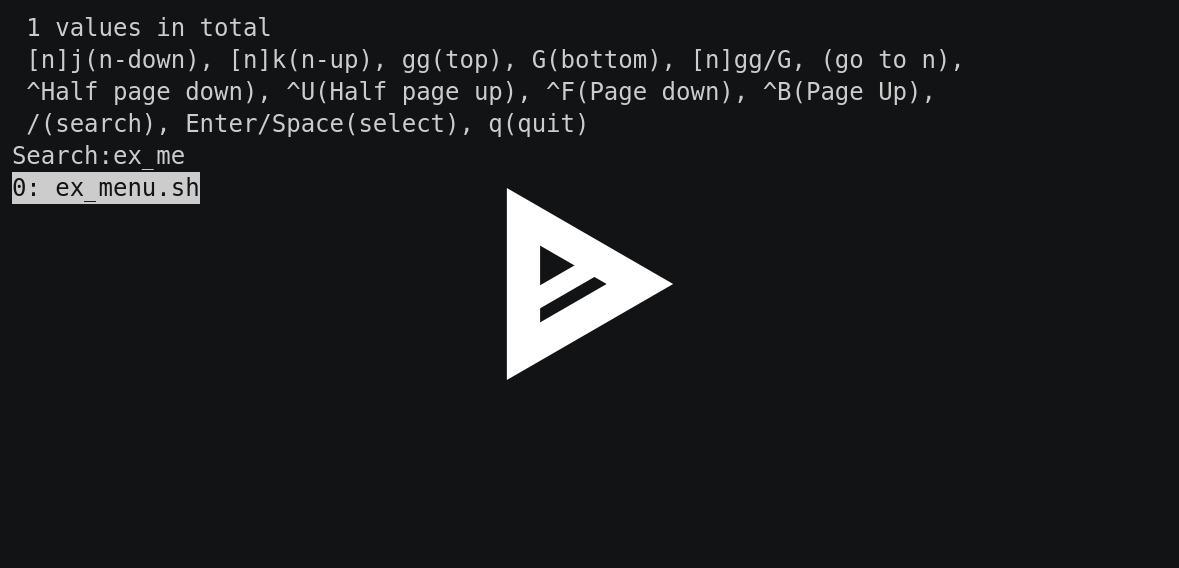 1 values in total
[n]j(n-down), [n]k(n-up), gg(top), G(bottom), [n]gg/G, (go to n),
^Half page down), ^U(Half page up), ^F(Page down), ^B(Page Up),
/(search), Enter/Space(select), q(quit)
Search:ex_me
0: ex_menu.sh